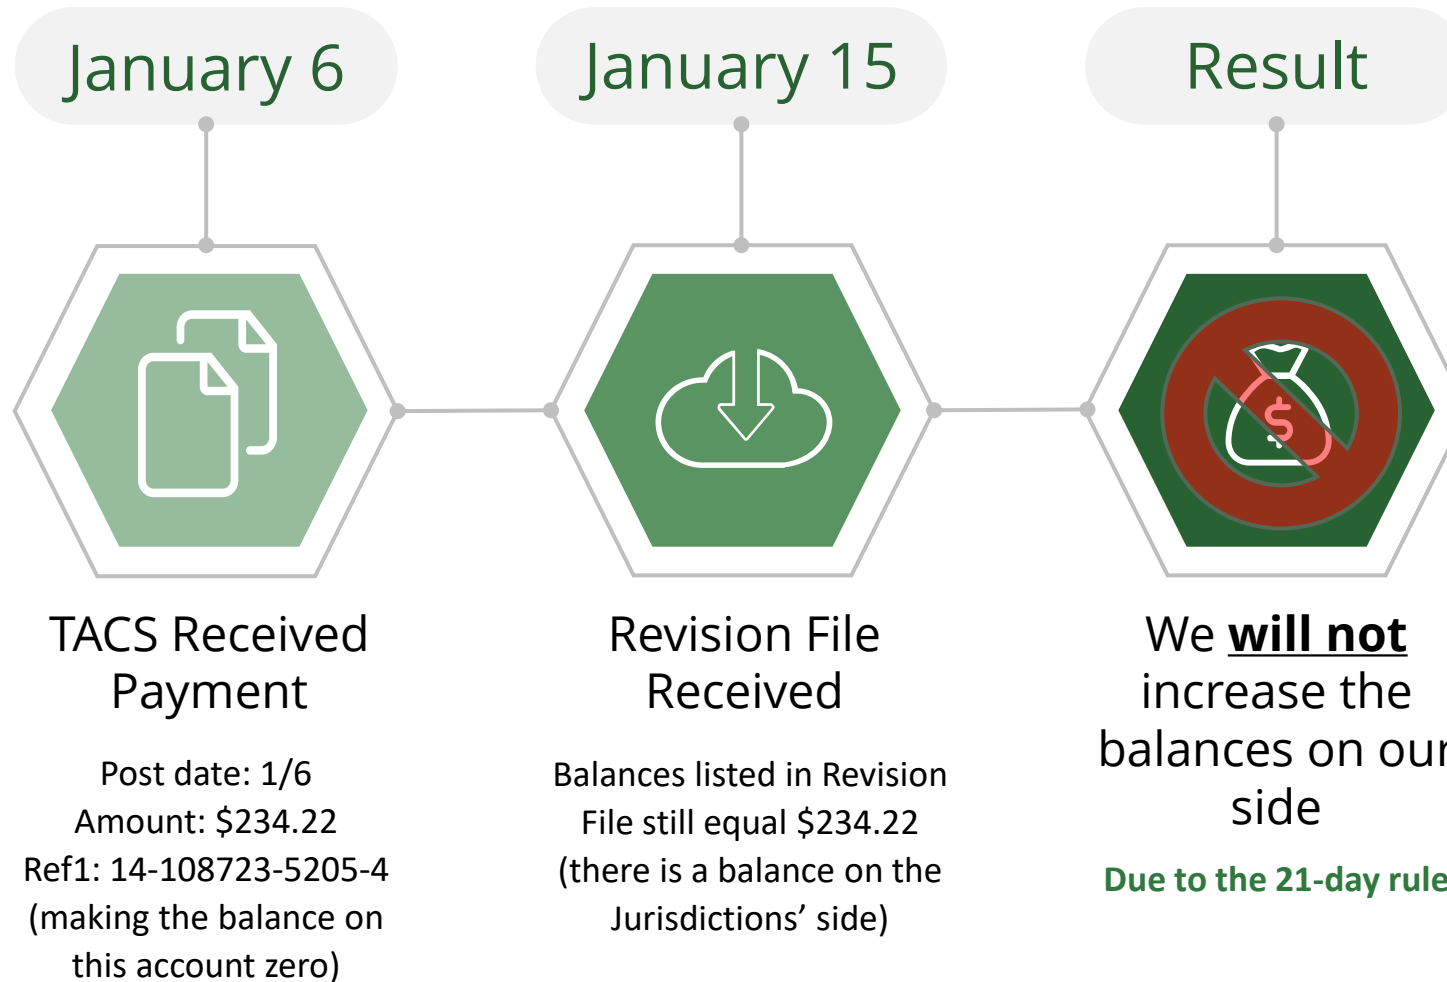 January 6
TACS Received
Payment
Post date: 1/6
Amount: $234.22
Ref1: 14-108723-5205-4
(making the balance on
this account zero)
January 15
Revision File
Received
Balances listed in Revision
File still equal $234.22
(there is a balance on the
Jurisdictions’ side)
Result
$
We will not
increase the
balances on our
side
Due to the 21-day rule